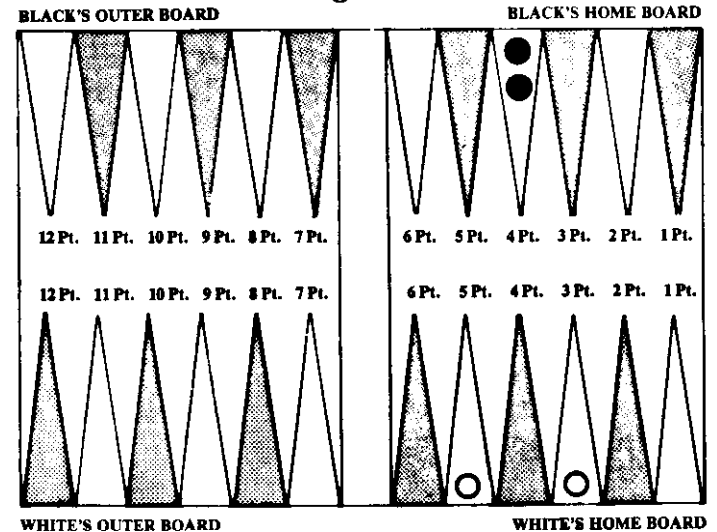 BLACK'S OUTER BOARD BLACK'S HOME BOARD
12 Pt. 11 Pt. 10 Pt. 9 Pt. 8 Pt. 7 Pt. 6 Pt. 5 Pt. 4 Pt. 3 Pt. 2 Pt. 1 Pt.
12 Pt. 11 Pt. 10 Pt. 9 Pt. 8 Pt. 7 Pt. 6 Pt. 5 Pt. 4 Pt. 3 Pt. 2 Pt. 1 Pt.
WHITE'S OUTER BOARD WHITE'S HOME BOARD